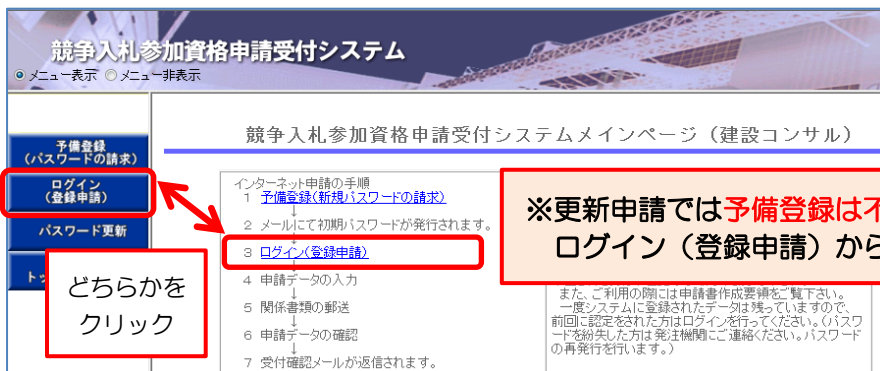 競争入札参加資格申請受付システム
メニュー表示 メニュー非表示
予備登録
(パスワードの請求)
ログイン
(登録申請)
パスワード更新
ト
どちらかを
クリック
競争入札参加資格申請受付システムメインページ（建設コンサル）
インターネット申請の手順
1 予備登録(新規パスワードの請求)
↓
2 メールにて初期パスワードが発行されます。
3 ログイン(登録申請)
↓
4 申請データの入力
↓
5 関係書類の郵送
↓
6 申請データの確認
↓
7 受付確認メールが返信されます。
※更新申請では予備登録は不
ログイン（登録申請）から
また、ご利用の際には申請書作成要領をご覧下さい。
一度システムに登録されたデータは残っていますので、
前回に認定をされた方はログインを行ってください。(パスワ
ードを紛失した方は発注機関にご連絡ください。パスワード
の再発行を行います。)